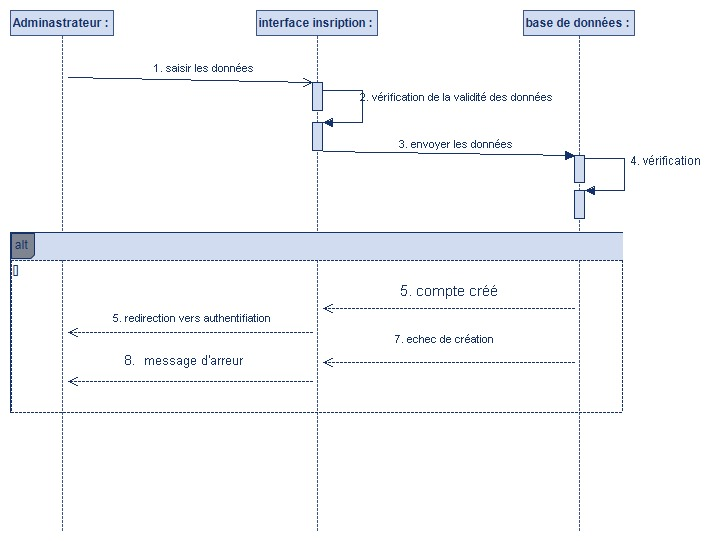 Adminastrateur :
interface insription :
base de données :
1. saisir les données
2. vérification de la validité des données
3. envoyer les données
4. vérification
alt
[]
5. compte créé
5. redirection vers authentifiation
7. echec de création
8. message d'arreur